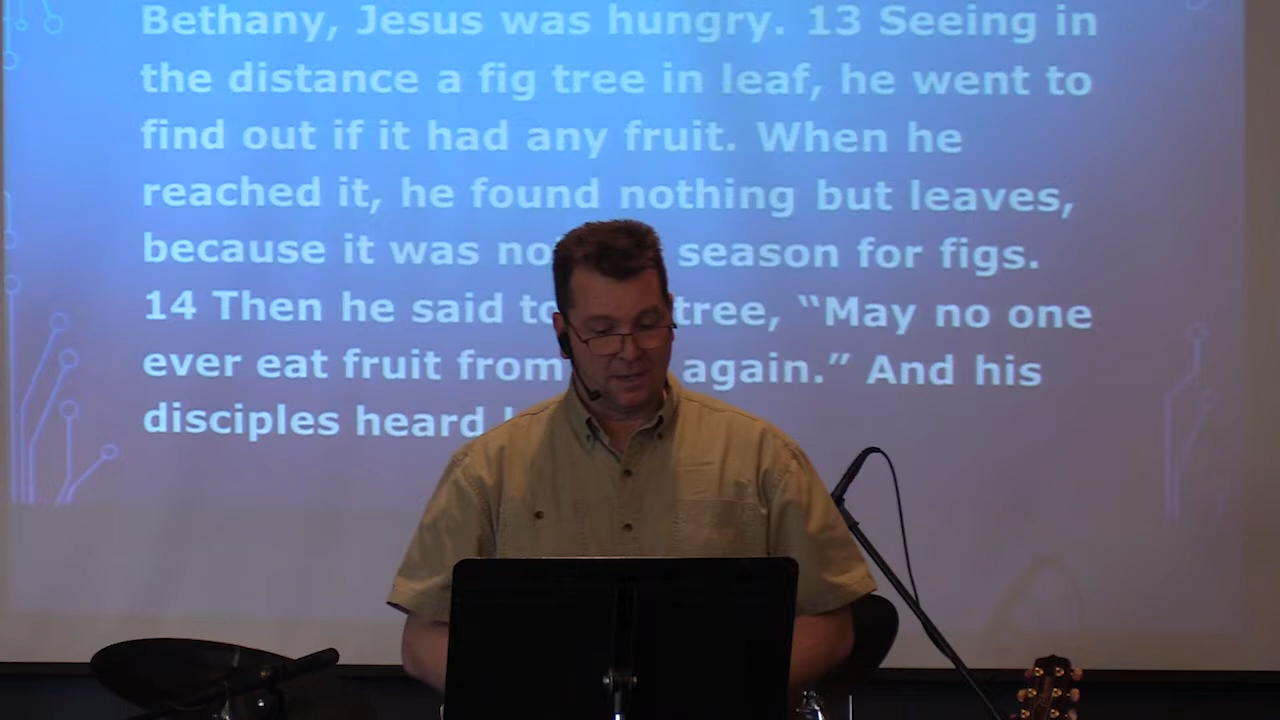 Bethany, Jesus was hungry. 13 Seeing in
the distance a fig tree in leaf, he went to
find out if it had any fruit. When he
reached it, he found nothing but leaves,
because it was no season for figs.
14 Then he said to tree, “May no one
ever eat fruit from again.” And his
disciples heard